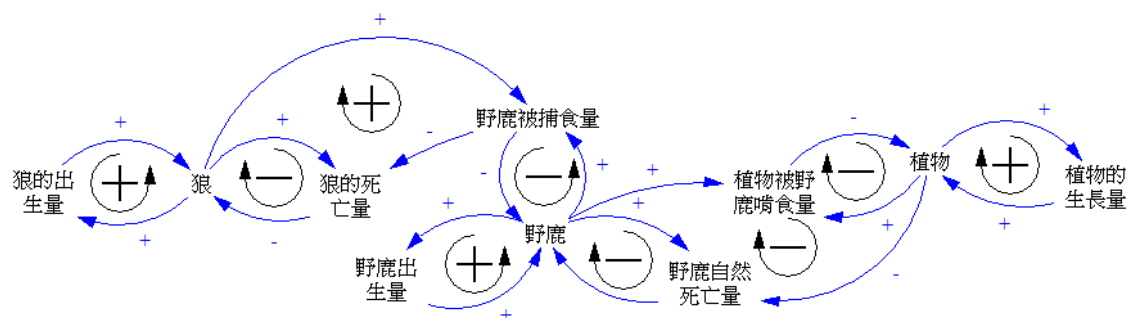 +
+
野鹿被捕食量
+
+
-
-
+
植物
狼的出
生量
+
狼
-
狼的死
亡量
+
-
-
+
+
植物被野
鹿啃食量
-
+
植物的
生長量
+
-
+
野鹿
+
+
+
野鹿出
生量
+
-
野鹿自然
死亡量
-
-
+